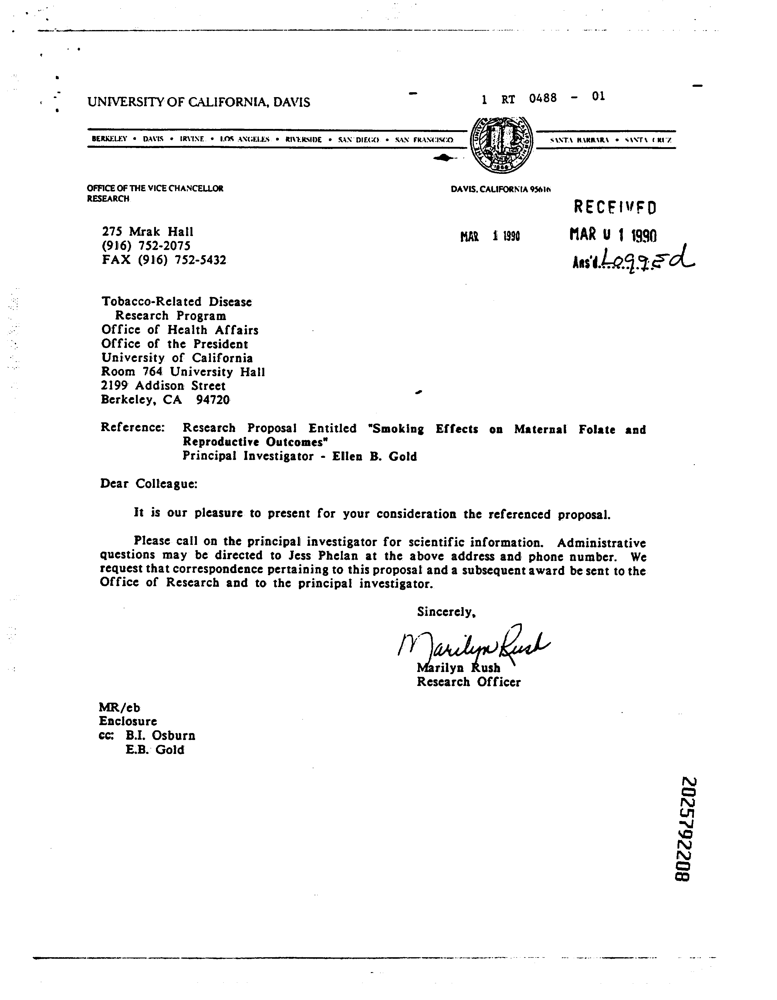 UNIVERSITY OF CALIFORNIA, DAVIS
1 RT 0488 - 01
BERKELEY • DAVIS • IRVINE • LOS ANGELES • RIVERSIDE • SAN DIEGO • SAN FRANCISCO
SANTA BARBARA • SANTA CRUZ
OFFICE OF THE VICE CHANCELLOR
RESEARCH
DAVIS, CALIFORNIA 95616
RECEIVED
275 Mrak Hall
(916) 752-2075
FAX (916) 752-5432
MAR 1 1990
MAR 0 1 1990
Ans'd. Logged
Tobacco-Related Disease
Research Program
Office of Health Affairs
Office of the President
University of California
Room 764 University Hall
2199 Addison Street
Berkeley, CA 94720
Reference: Research Proposal Entitled "Smoking Effects on Maternal Folate and
Reproductive Outcomes"
Principal Investigator - Ellen B. Gold
Dear Colleague:
It is our pleasure to present for your consideration the referenced proposal.
Please call on the principal investigator for scientific information. Administrative
questions may be directed to Jess Phelan at the above address and phone number. We
request that correspondence pertaining to this proposal and a subsequent award be sent to the
Office of Research and to the principal investigator.
Sincerely,
Marilyn Rush
Marilyn Rush
Research Officer
MR/eb
Enclosure
cc: B.I. Osburn
E.B. Gold
2025792208